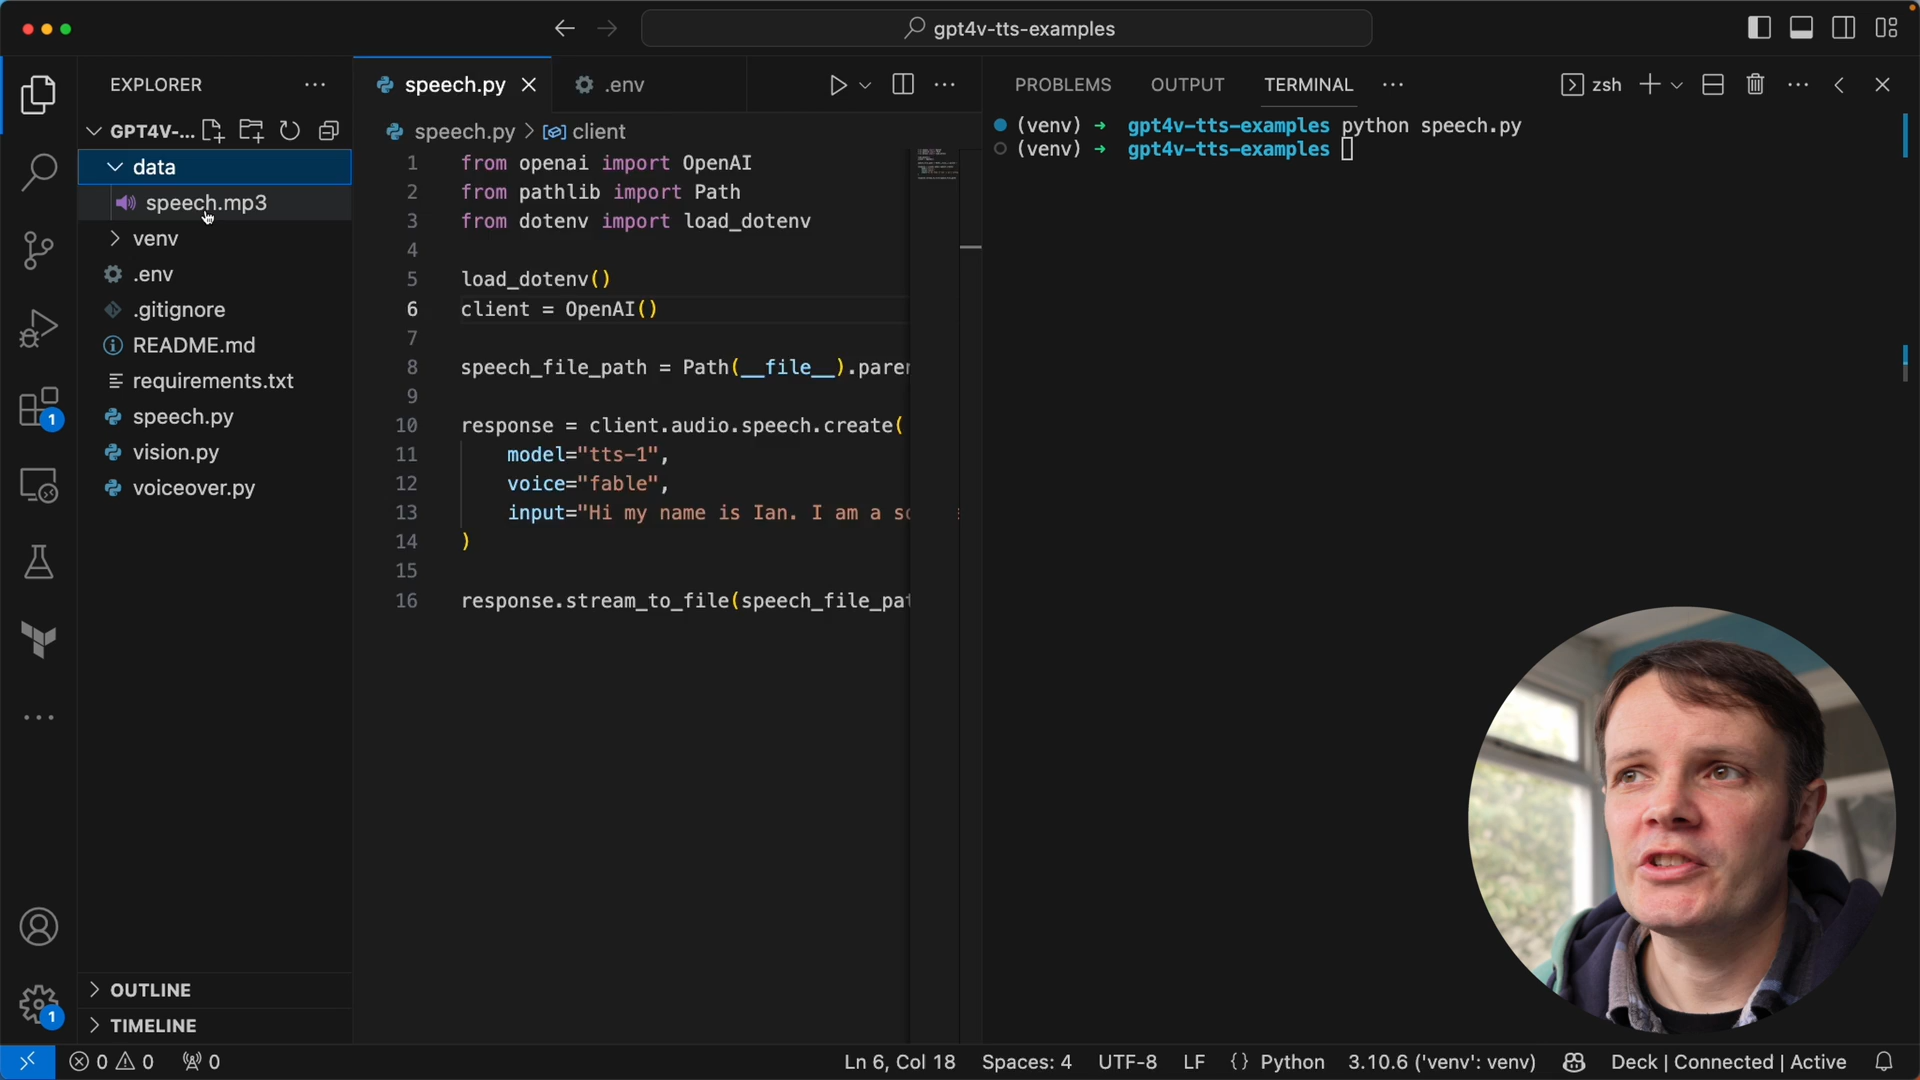 gpt4v-tts-examples
EXPLORER
speech.py
.env
PROBLEMS
OUTPUT
TERMINAL
zsh
GPT4V-...
data
speech.mp3
venv
.env
.gitignore
README.md
requirements.txt
speech.py
vision.py
voiceover.py
OUTLINE
TIMELINE
speech.py > client
1 from openai import OpenAI
2 from pathlib import Path
3 from dotenv import load_dotenv
4
5 load_dotenv()
6 client = OpenAI()
7
8 speech_file_path = Path(__file__).paren
9
10 response = client.audio.speech.create(
11 model="tts-1",
12 voice="fable",
13 input="Hi my name is Ian. I am a so
14 )
15
16 response.stream_to_file(speech_file_pat
(venv) → gpt4v-tts-examples python speech.py
(venv) → gpt4v-tts-examples
1
1
0 0 0
Ln 6, Col 18 Spaces: 4 UTF-8 LF {} Python 3.10.6 ('venv': venv) Deck | Connected | Active